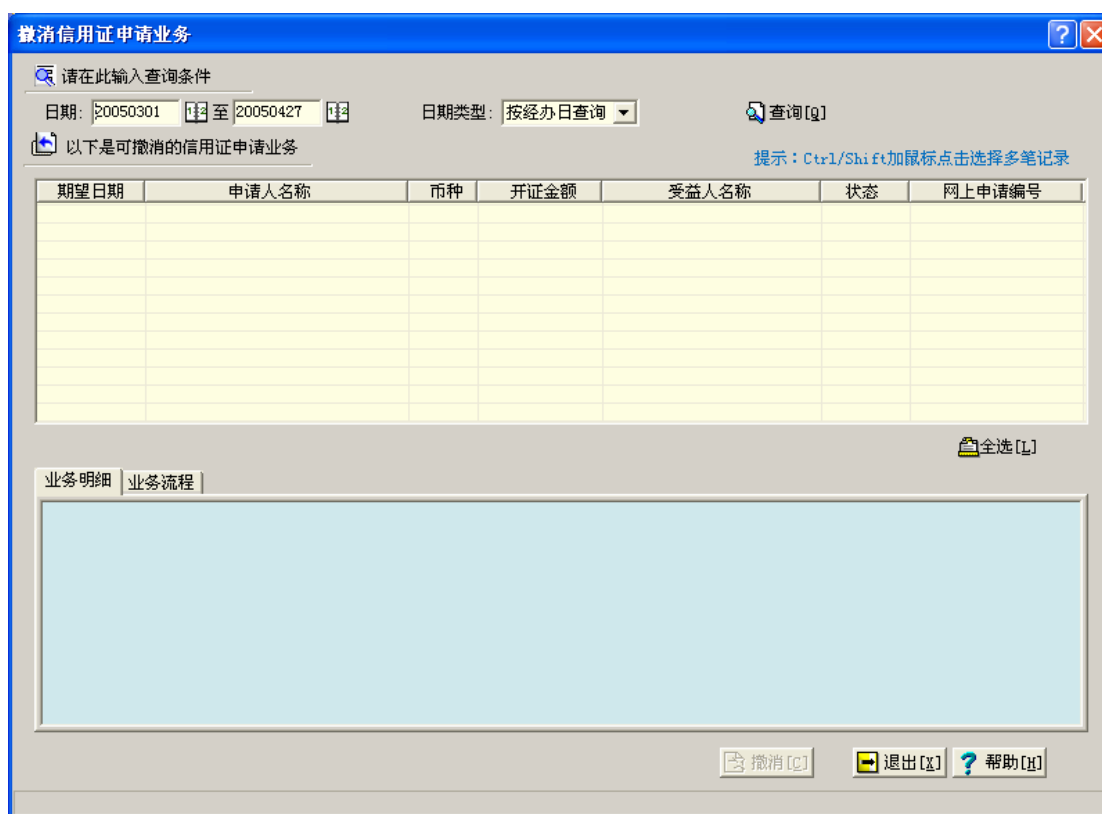 撤消信用证申请业务
请在此输入查询条件
日期: 20050301 至 20050427 日期类型: 按经办日查询 查询[Q]
以下是可撤消的信用证申请业务
提示：Ctrl/Shift加鼠标点击选择多笔记录
期望日期 申请人名称 币种 开证金额 受益人名称 状态 网上申请编号
全选[L]
业务明细 业务流程
撤消[C] 退出[X] 帮助[H]